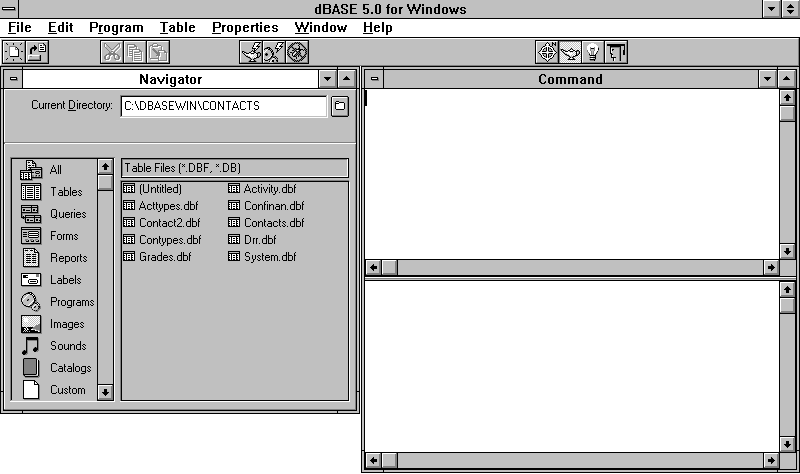 dBASE 5.0 for Windows
File Edit Program Table Properties Window Help
Navigator
Current Directory: C:\DBASEWIN\CONTACTS
All
Tables
Queries
Forms
Reports
Labels
Programs
Images
Sounds
Catalogs
Custom
Table Files (*.DBF, *.DB)
(Untitled) Activity.dbf
Acttypes.dbf Confinan.dbf
Contact2.dbf Contacts.dbf
Contypes.dbf Drr.dbf
Grades.dbf System.dbf
Command